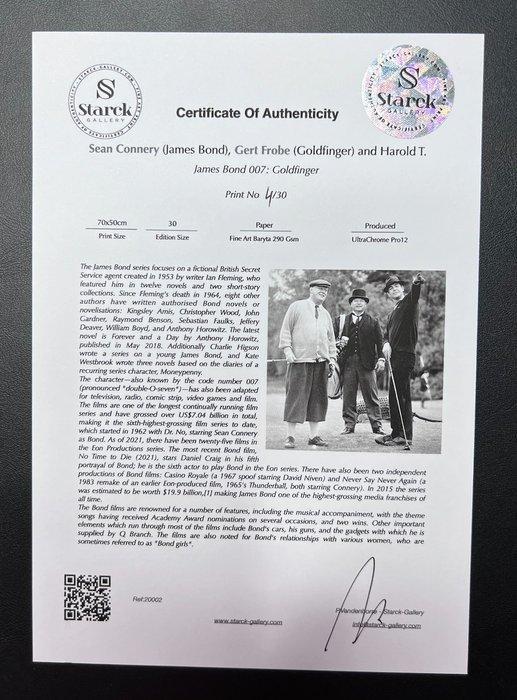 Starck
GALLERY
STARCK-GALLERY.COM
Starck
GALLERY
Certificate Of Authenticity
Sean Connery (James Bond), Gert Frobe (Goldfinger) and Harold T.
James Bond 007: Goldfinger
Print No 4/30
70x50cm 30 Paper Produced
Print Size Edition Size Fine Art Baryta 290 Gsm UltraChrome Pro12
The James Bond series focuses on a fictional British Secret
Service agent created in 1953 by writer Ian Fleming, who
featured him in twelve novels and two short-story
collections. Since Fleming's death in 1964, eight other
authors have written authorised Bond novels or
novelisations: Kingsley Amis, Christopher Wood, John
Gardner, Raymond Benson, Sebastian Faulks, Jeffery
Deaver, William Boyd, and Anthony Horowitz. The latest
novel is Forever and a Day by Anthony Horowitz,
published in May 2018. Additionally Charlie Higson
wrote a series on a young James Bond, and Kate
Westbrook wrote three novels based on the diaries of a
recurring series character, Moneypenny.
The character—also known by the code number 007
(pronounced "double-O-seven")—has also been adapted
for television, radio, comic strip, video games and film.
The films are one of the longest continually running film
series and have grossed over US$7.04 billion in total,
making it the sixth-highest-grossing film series to date,
which started in 1962 with Dr. No, starring Sean Connery
as Bond. As of 2021, there have been twenty-five films in
the Eon Productions series. The most recent Bond film,
No Time to Die (2021), stars Daniel Craig in his fifth
portrayal of Bond; he is the sixth actor to play Bond in the Eon series. There have also been two independent
productions of Bond films: Casino Royale (a 1967 spoof starring David Niven) and Never Say Never Again (a
1983 remake of an earlier Eon-produced film, 1965's Thunderball, both starring Connery). In 2015 the series
was estimated to be worth $19.9 billion,[1] making James Bond one of the highest-grossing media franchises of
all time.
The Bond films are renowned for a number of features, including the musical accompaniment, with the theme
songs having received Academy Award nominations on several occasions, and two wins. Other important
elements which run through most of the films include Bond's cars, his guns, and the gadgets with which he is
supplied by Q Branch. The films are also noted for Bond's relationships with various women, who are
sometimes referred to as "Bond girls".
Ref:20002
www.starck-gallery.com
Starck-Gallery
info@starck-gallery.com